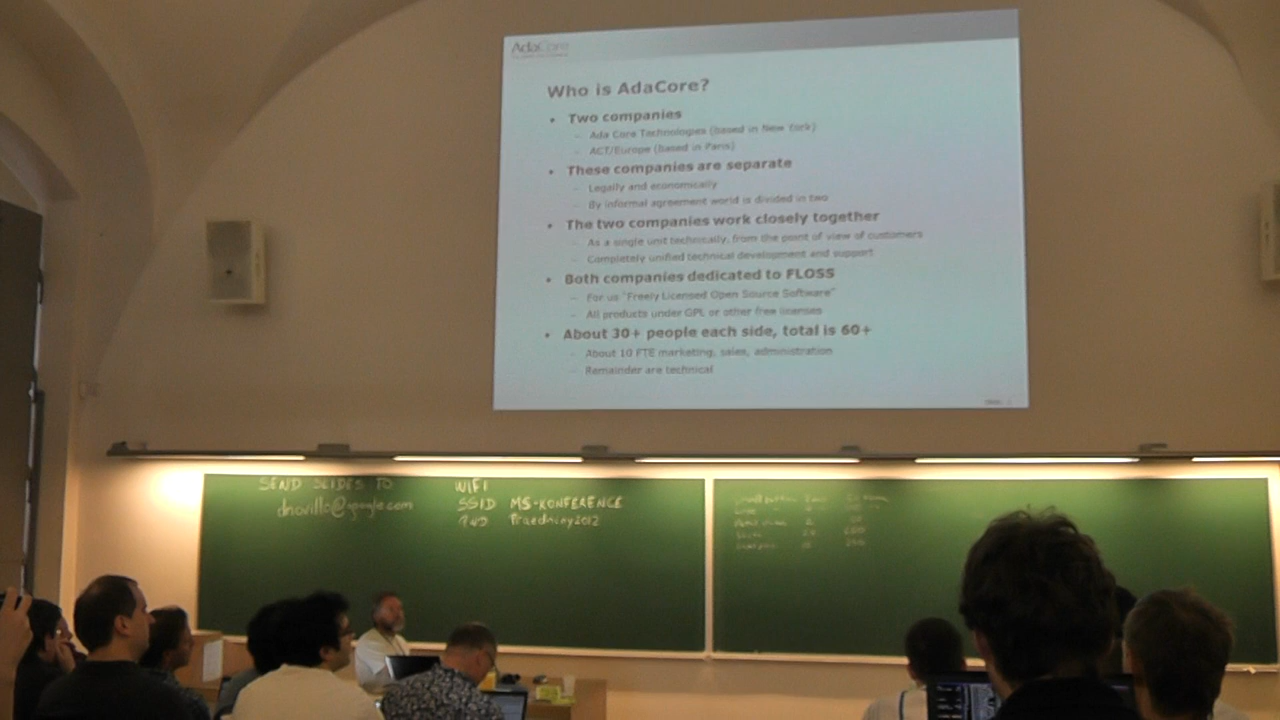 AdaCore
Who is AdaCore?
• Two companies
– Ada Core Technologies (based in New York)
– ACT/Europe (based in Paris)
• These companies are separate
– Legally and economically
– By informal agreement world is divided in two
• The two companies work closely together
– As a single unit technically, from the point of view of customers
– Completely unified technical development and support
• Both companies dedicated to FLOSS
– For us "Freely Licensed Open Source Software"
– All products under GPL or other free licenses
• About 30+ people each side, total is 60+
– About 10 FTE marketing, sales, administration
– Remainder are technical
SEND SLIDES TO
dnovillo@google.com
WIFI
SSID MS-KONFERENCE